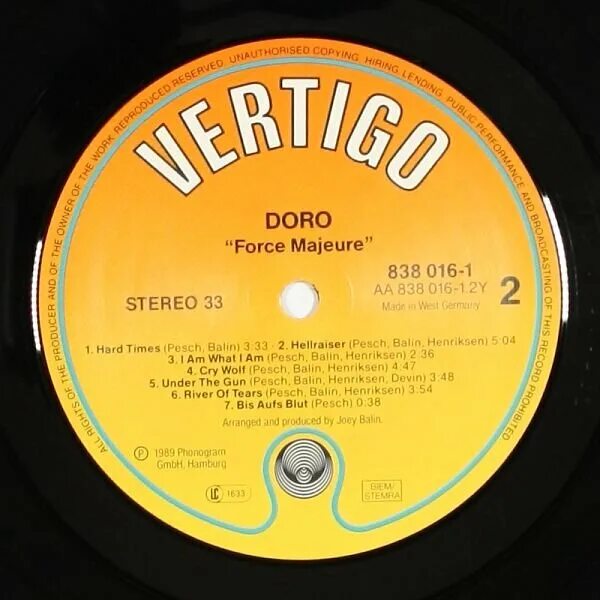 ALL RIGHTS OF THE PRODUCER AND OF THE OWNER OF THE WORK REPRODUCED RESERVED. UNAUTHORISED COPYING, HIRING, LENDING, PUBLIC PERFORMANCE AND BROADCASTING OF THIS RECORD PROHIBITED
VERTIGO
DORO
"Force Majeure"
STEREO 33
838 016-1
AA 838 016-1.2Y
Made in West Germany
2
1. Hard Times (Pesch, Balin) 3:33 · 2. Hellraiser (Pesch, Balin, Henriksen) 5:04
3. I Am What I Am (Pesch, Balin, Henriksen) 2:36
4. Cry Wolf (Pesch, Balin, Henriksen)
5. Under The Gun (Pesch, Balin, Henriksen, Devin) 3:48
6. River Of Tears (Pesch, Balin, Henriksen) 3:54
7. Bis Aufs Blut (Pesch) 0:38
Arranged and produced by Joey Balin.
℗ 1989 Phonogram
GmbH, Hamburg
LC 1633
BIEM/
STEMRA